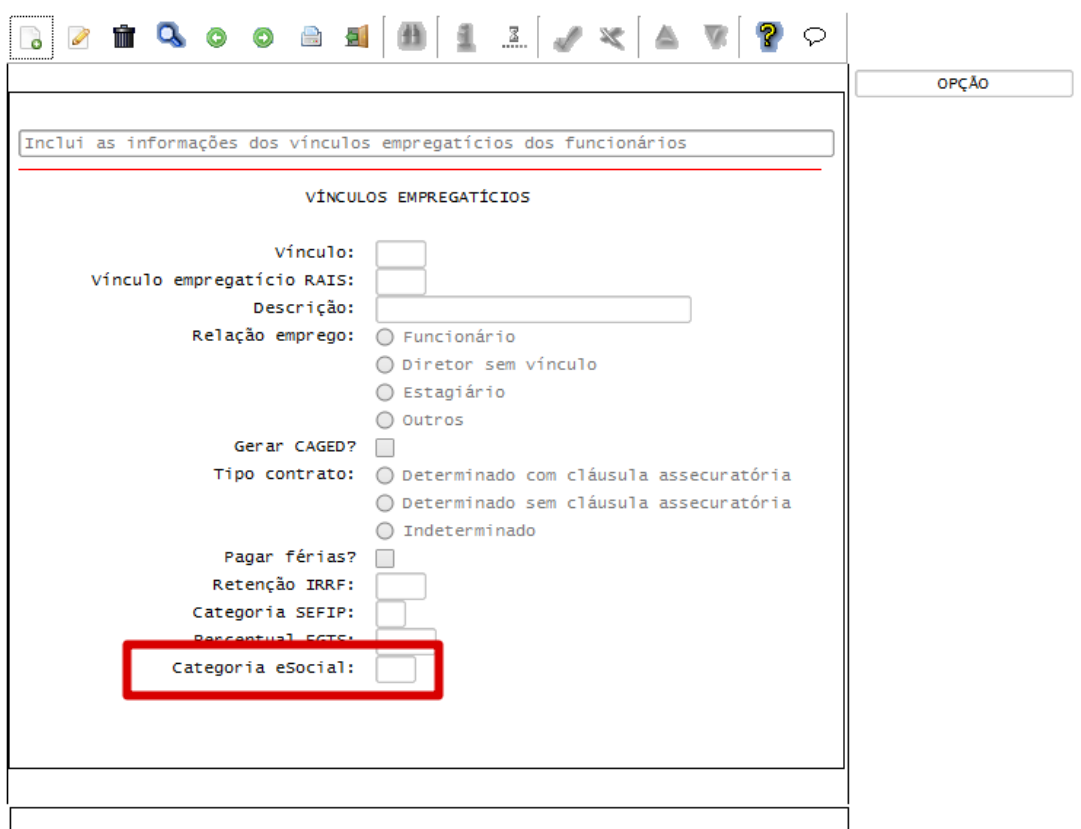 OPÇÃO
Inclui as informações dos vínculos empregatícios dos funcionários
VÍNCULOS EMPREGATÍCIOS
Vínculo:
Vínculo empregatício RAIS:
Descrição:
Relação emprego: Funcionário
Diretor sem vínculo
Estagiário
Outros
Gerar CAGED?
Tipo contrato: Determinado com cláusula assecuratória
Determinado sem cláusula assecuratória
Indeterminado
Pagar férias?
Retenção IRRF:
Categoria SEFIP:
Percentual FGTS:
Categoria eSocial: